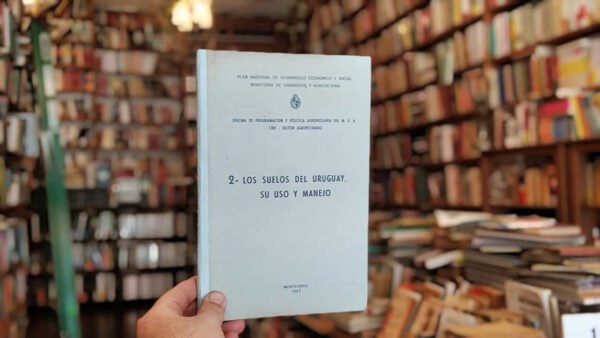 PLAN NACIONAL DE DESARROLLO ECONOMICO Y SOCIAL
MINISTERIO DE GANADERIA Y AGRICULTURA
OFICINA DE PROGRAMACION Y POLITICA AGROPECUARIA DEL M. G. A.
CIDE - SECTOR AGROPECUARIO
2- LOS SUELOS DEL URUGUAY,
SU USO Y MANEJO
MONTEVIDEO
1967